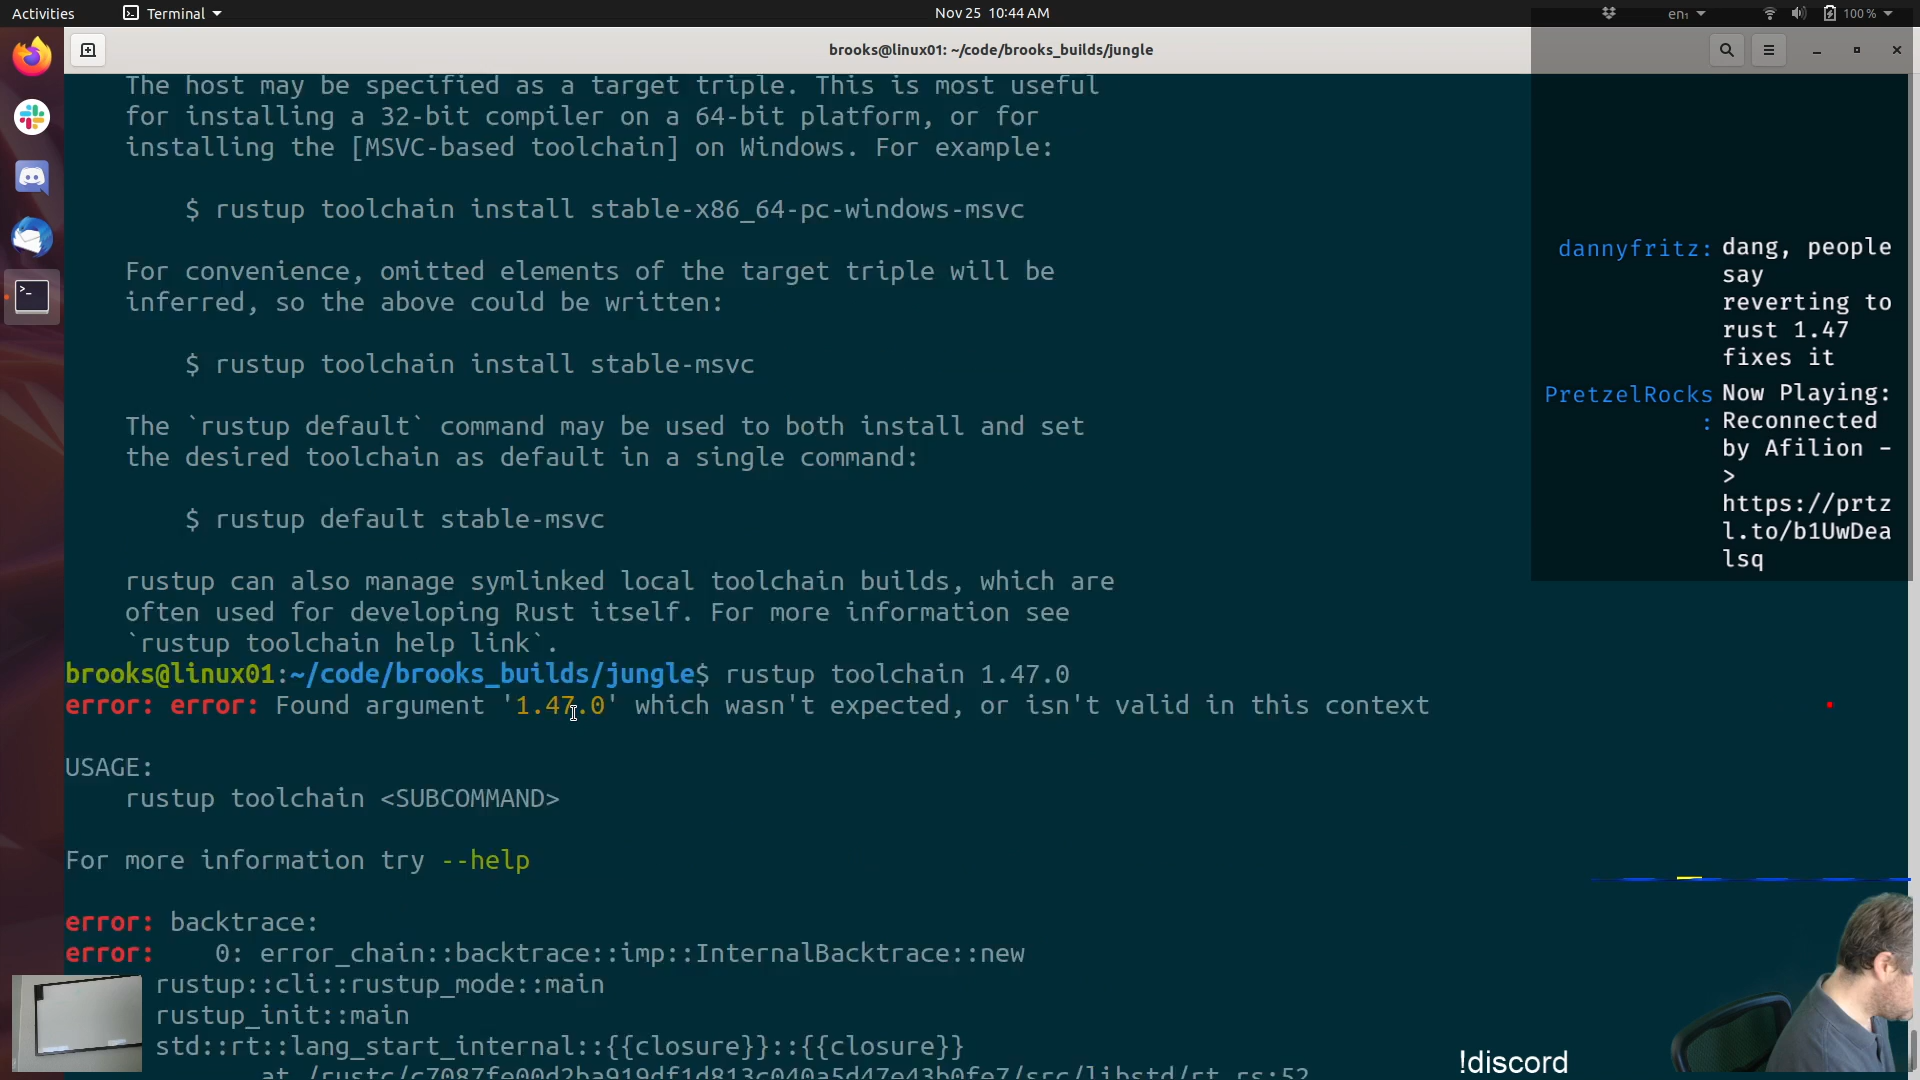 Activities
Terminal
Nov 25 10:44 AM
en₁
100 %
brooks@linux01: ~/code/brooks_builds/jungle
The host may be specified as a target triple. This is most useful
for installing a 32-bit compiler on a 64-bit platform, or for
installing the [MSVC-based toolchain] on Windows. For example:
$ rustup toolchain install stable-x86_64-pc-windows-msvc
For convenience, omitted elements of the target triple will be
inferred, so the above could be written:
$ rustup toolchain install stable-msvc
The `rustup default` command may be used to both install and set
the desired toolchain as default in a single command:
$ rustup default stable-msvc
rustup can also manage symlinked local toolchain builds, which are
often used for developing Rust itself. For more information see
`rustup toolchain help link`.
brooks@linux01:~/code/brooks_builds/jungle$ rustup toolchain 1.47.0
error: error: Found argument '1.47.0' which wasn't expected, or isn't valid in this context
USAGE:
rustup toolchain <SUBCOMMAND>
For more information try --help
error: backtrace:
error: 0: error_chain::backtrace::imp::InternalBacktrace::new
rustup::cli::rustup_mode::main
rustup_init::main
std::rt::lang_start_internal::{{closure}}::{{closure}}
at /rustc/c7087fe00d2ba919df1d813c040a5d47e43b0fe7/src/libstd/rt.rs:52
dannyfritz: dang, people
say
reverting to
rust 1.47
fixes it
PretzelRocks Now Playing:
: Reconnected
by Afilion -
>
https://prtz
l.to/b1UwDea
lsq
!discord